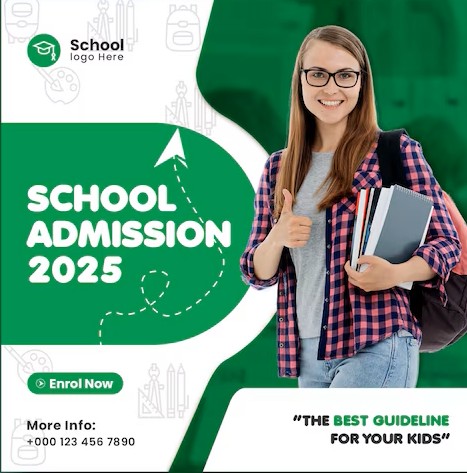 School
logo Here
SCHOOL
ADMISSION
2025
Enrol Now
More Info:
+000 123 456 7890
"THE BEST GUIDELINE
FOR YOUR KIDS"